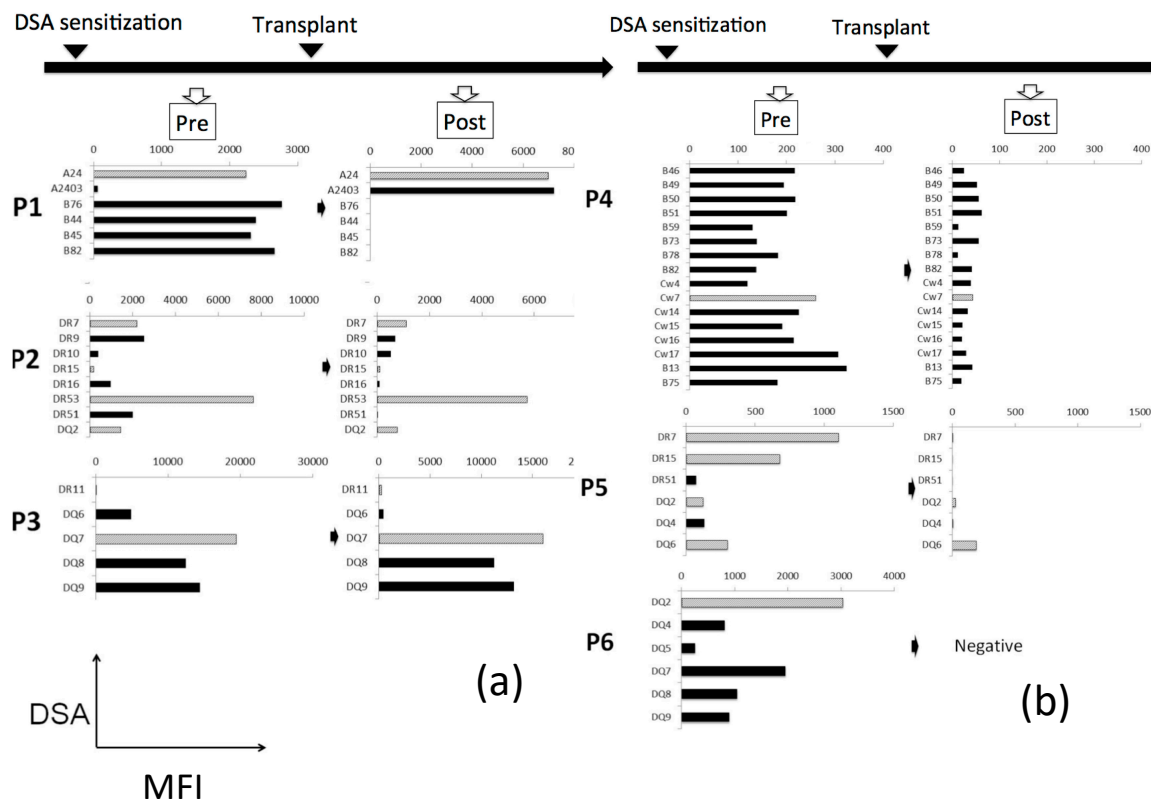 DSA sensitization
Transplant
Pre
Post
P1
0 1000 2000 3000
A24
A2403
B76
B44
B45
B82
0 2000 4000 6000 80
A24
A2403
B76
B44
B45
B82
P2
0 2000 4000 6000 8000 10000
DR7
DR9
DR10
DR15
DR16
DR53
DR51
DQ2
0 2000 4000 6000
DR7
DR9
DR10
DR15
DR16
DR53
DR51
DQ2
P3
0 10000 20000 30000
DR11
DQ6
DQ7
DQ8
DQ9
0 5000 10000 15000 2
DR11
DQ6
DQ7
DQ8
DQ9
DSA
MFI
(a)
DSA sensitization
Transplant
Pre
Post
P4
0 100 200 300 400
B46
B49
B50
B51
B59
B73
B78
B82
Cw4
Cw7
Cw14
Cw15
Cw16
Cw17
B13
B75
0 100 200 300 400
B46
B49
B50
B51
B59
B73
B78
B82
Cw4
Cw7
Cw14
Cw15
Cw16
Cw17
B13
B75
P5
0 500 1000 1500
DR7
DR15
DR51
DQ2
DQ4
DQ6
0 500 1000 1500
DR7
DR15
DR51
DQ2
DQ4
DQ6
P6
0 1000 2000 3000 4000
DQ2
DQ4
DQ5
DQ7
DQ8
DQ9
Negative
(b)